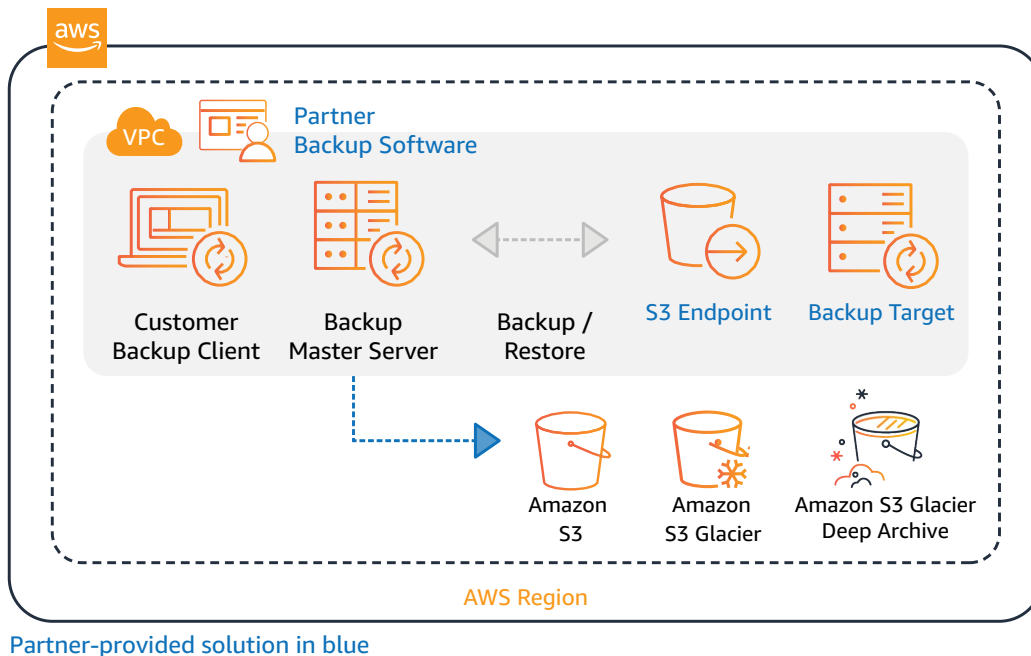 aws
VPC
Partner
Backup Software
Customer
Backup Client
Backup
Master Server
Backup /
Restore
S3 Endpoint
Backup Target
Amazon
S3
Amazon
S3 Glacier
Amazon S3 Glacier
Deep Archive
AWS Region
Partner-provided solution in blue